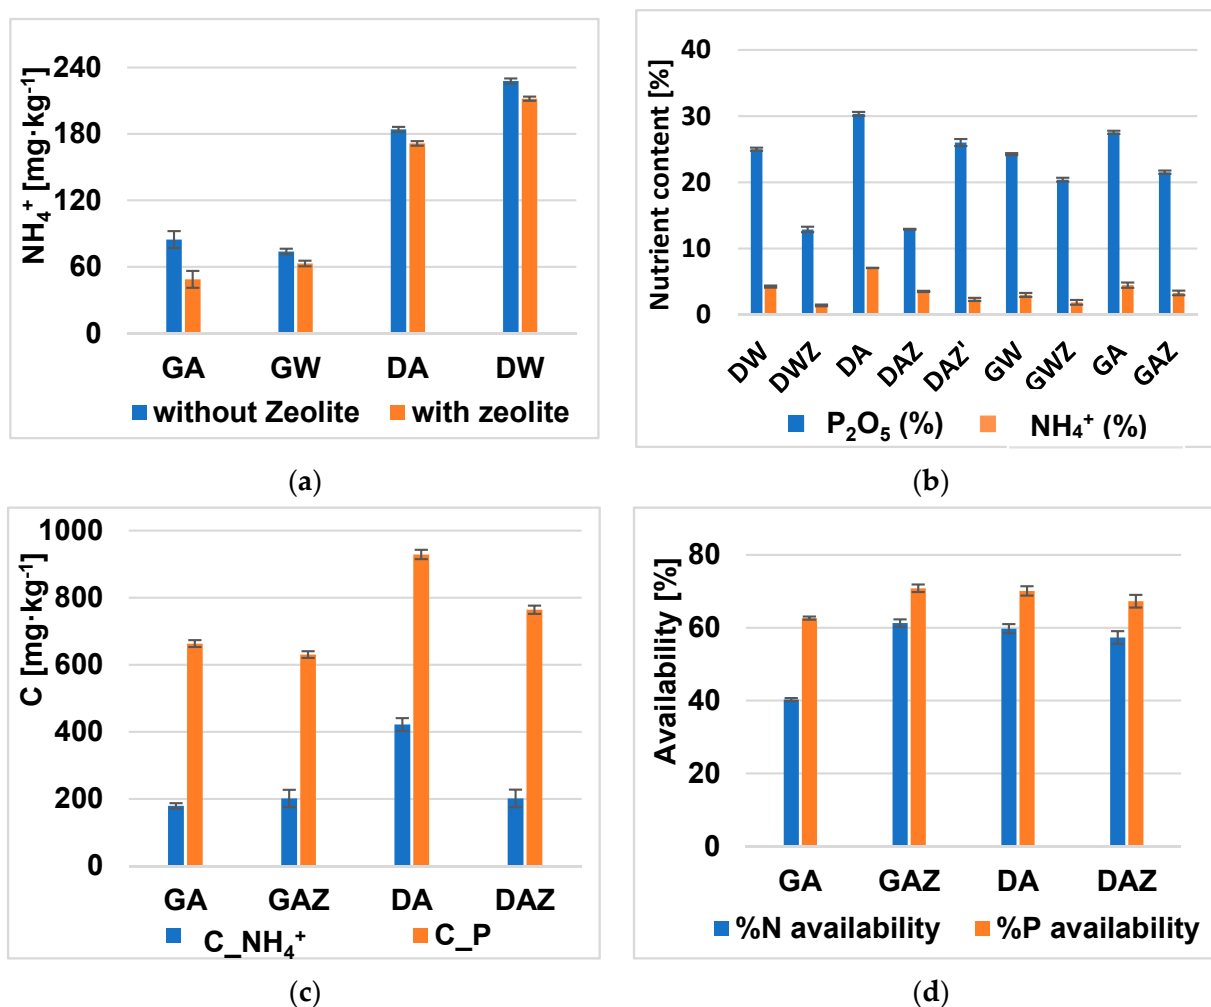 NH₄⁺ [mg·kg⁻¹]
240
180
120
60
0
GA GW DA DW
without Zeolite with zeolite
(a)
Nutrient content [%]
40
30
20
10
0
DW DWZ DA DAZ DAZ' GW GWZ GA GAZ
P₂O₅ (%) NH₄⁺ (%)
(b)
C [mg·kg⁻¹]
1000
800
600
400
200
0
GA GAZ DA DAZ
C_NH₄⁺ C_P
(c)
Availability [%]
80
60
40
20
0
GA GAZ DA DAZ
%N availability %P availability
(d)